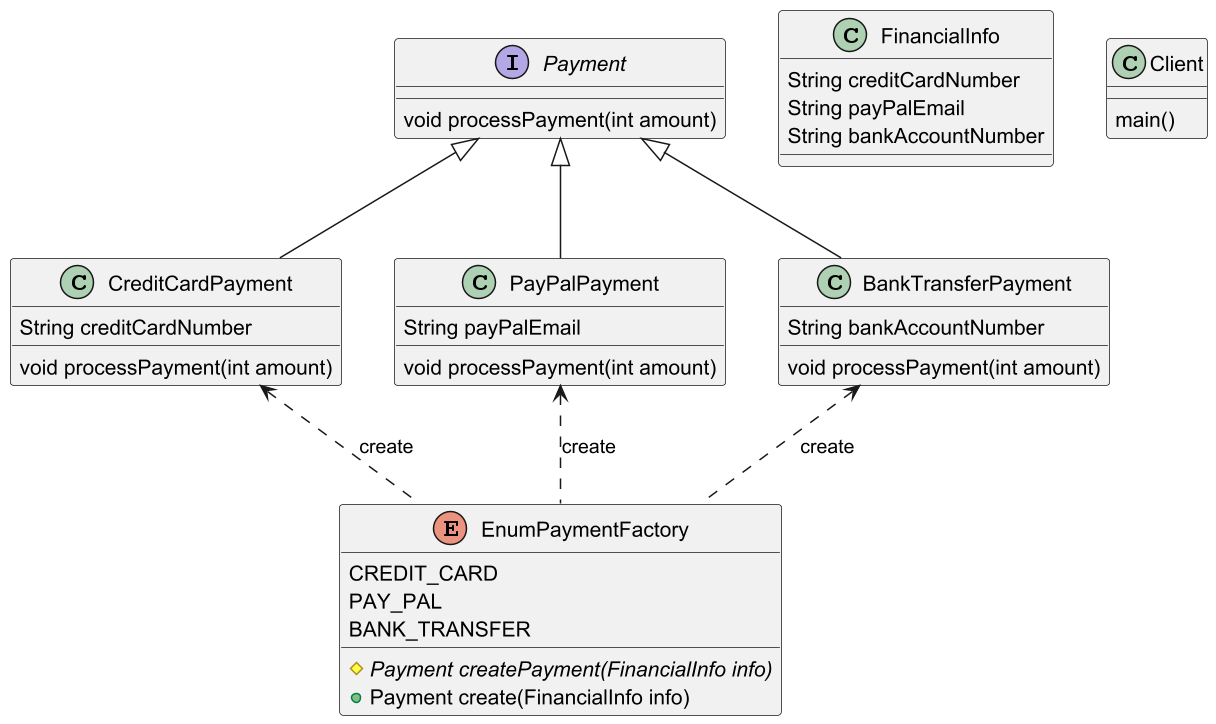 I Payment
void processPayment(int amount)
C FinancialInfo
String creditCardNumber
String payPalEmail
String bankAccountNumber
C Client
main()
C CreditCardPayment
String creditCardNumber
void processPayment(int amount)
C PayPalPayment
String payPalEmail
void processPayment(int amount)
C BankTransferPayment
String bankAccountNumber
void processPayment(int amount)
create
create
create
E EnumPaymentFactory
CREDIT_CARD
PAY_PAL
BANK_TRANSFER
Payment createPayment(FinancialInfo info)
Payment create(FinancialInfo info)